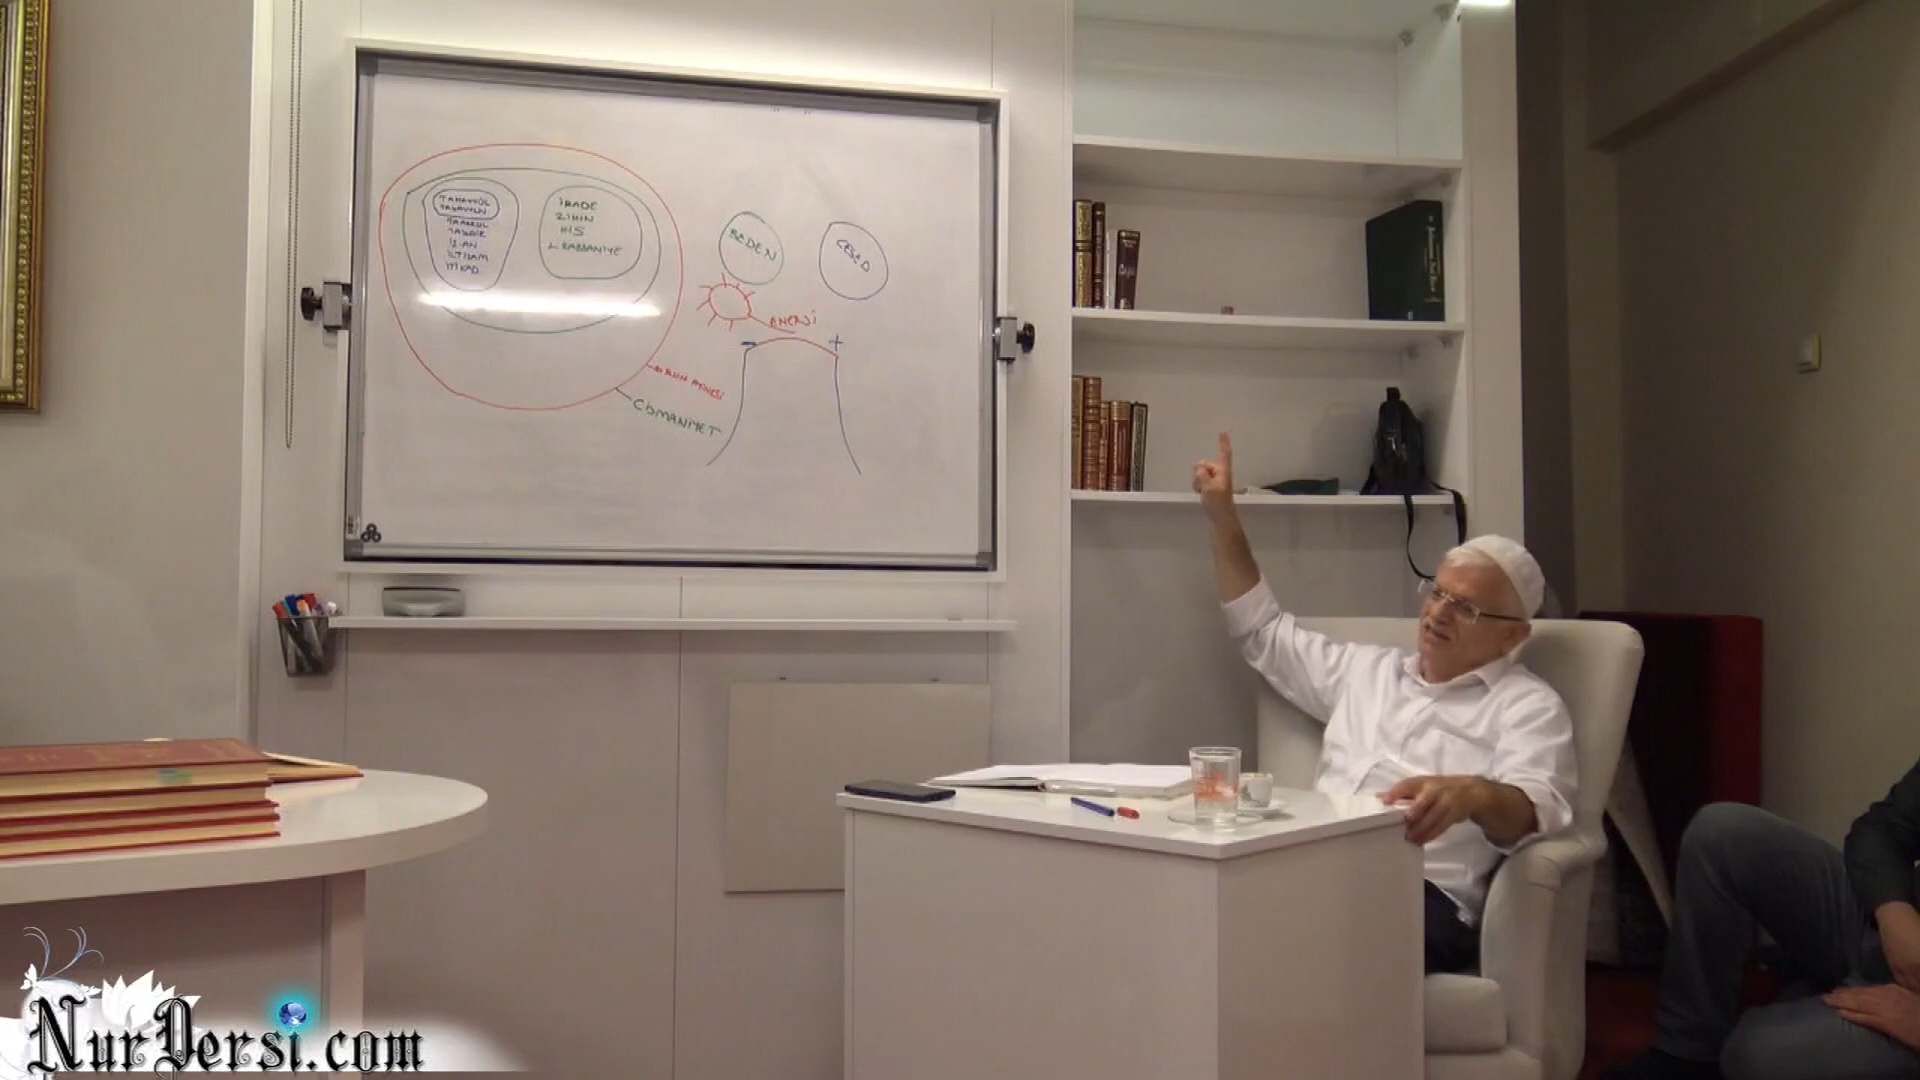 TAHAYYÜL
TASAVVUR
TAAKKUL
TASDİK
İZ'AN
İLTİZAM
İTİKAD
İRADE
ZİHİN
HİS
L. RABBANİYE
BEDEN
CESED
ENERJİ
- +
CİSMANİYET
NurDersi.com